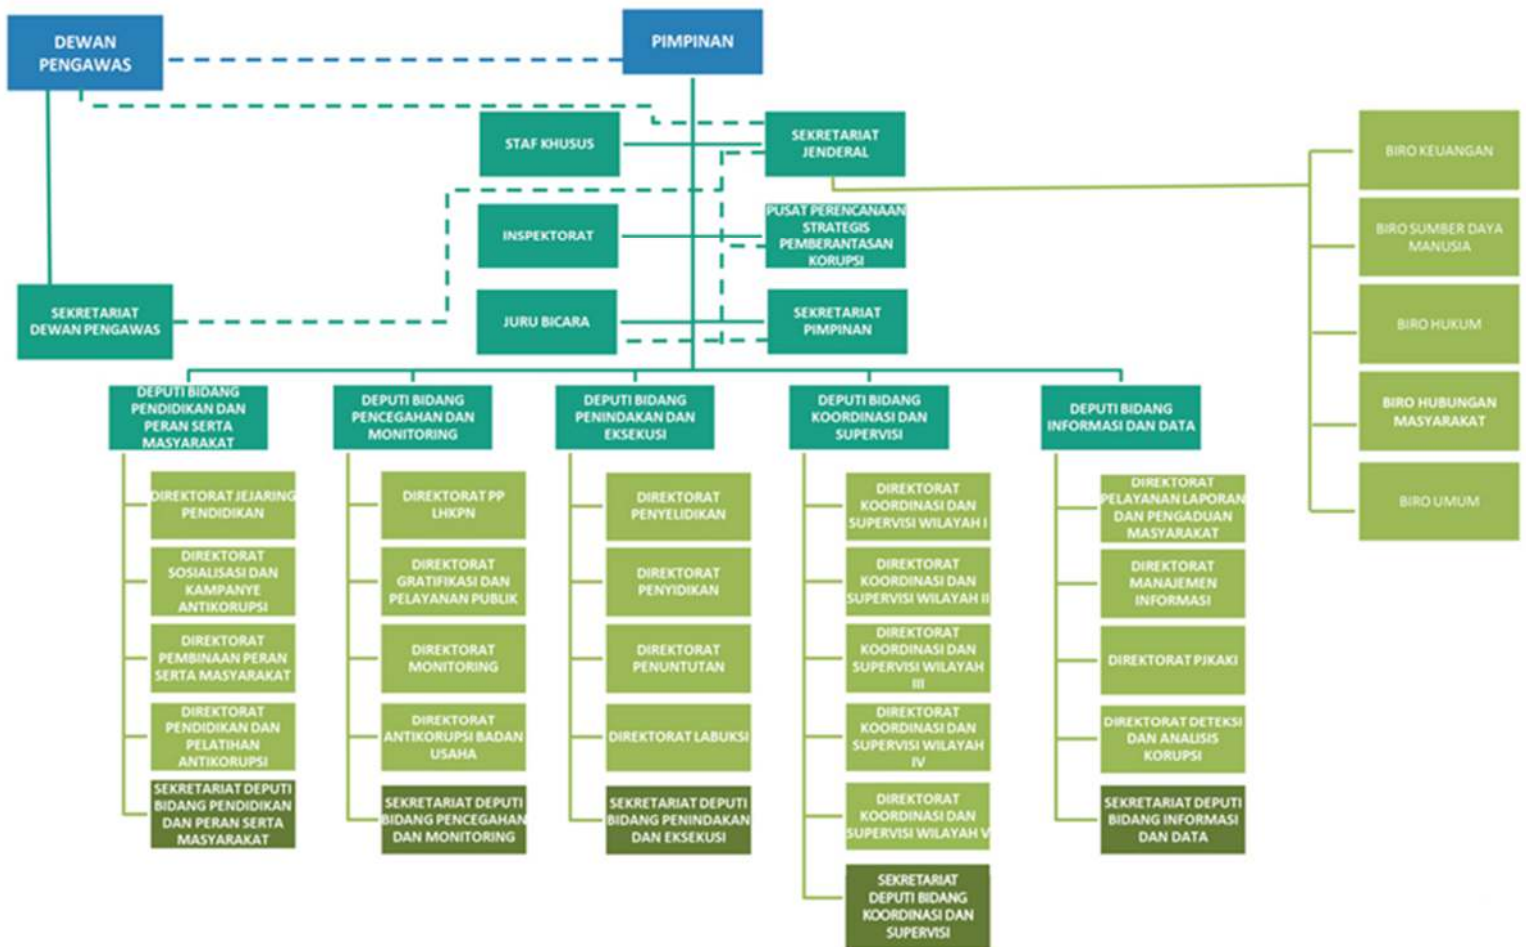 DEWAN
PENGAWAS
PIMPINAN
STAF KHUSUS
SEKRETARIAT
JENDERAL
INSPEKTORAT
PUSAT PERENCANAAN
STRATEGIS
PEMBERANTASAN
KORUPSI
SEKRETARIAT
DEWAN PENGAWAS
JURU BICARA
SEKRETARIAT
PIMPINAN
BIRO KEUANGAN
BIRO SUMBER DAYA
MANUSIA
BIRO HUKUM
BIRO HUBUNGAN
MASYARAKAT
BIRO UMUM
DEPUTI BIDANG
PENDIDIKAN DAN
PERAN SERTA
MASYARAKAT
DIREKTORAT JEJARING
PENDIDIKAN
DIREKTORAT
SOSIALISASI DAN
KAMPANYE
ANTIKORUPSI
DIREKTORAT
PEMBINAAN PERAN
SERTA MASYARAKAT
DIREKTORAT
PENDIDIKAN DAN
PELATIHAN
ANTIKORUPSI
SEKRETARIAT DEPUTI
BIDANG PENDIDIKAN
DAN PERAN SERTA
MASYARAKAT
DEPUTI BIDANG
PENCEGAHAN DAN
MONITORING
DIREKTORAT PP
LHKPN
DIREKTORAT
GRATIFIKASI DAN
PELAYANAN PUBLIK
DIREKTORAT
MONITORING
DIREKTORAT
ANTIKORUPSI BADAN
USAHA
SEKRETARIAT DEPUTI
BIDANG PENCEGAHAN
DAN MONITORING
DEPUTI BIDANG
PENINDAKAN DAN
EKSEKUSI
DIREKTORAT
PENYELIDIKAN
DIREKTORAT
PENYIDIKAN
DIREKTORAT
PENUNTUTAN
DIREKTORAT LABUKSI
SEKRETARIAT DEPUTI
BIDANG PENINDAKAN
DAN EKSEKUSI
DEPUTI BIDANG
KOORDINASI DAN
SUPERVISI
DIREKTORAT
KOORDINASI DAN
SUPERVISI WILAYAH I
DIREKTORAT
KOORDINASI DAN
SUPERVISI WILAYAH II
DIREKTORAT
KOORDINASI DAN
SUPERVISI WILAYAH
III
DIREKTORAT
KOORDINASI DAN
SUPERVISI WILAYAH
IV
DIREKTORAT
KOORDINASI DAN
SUPERVISI WILAYAH V
SEKRETARIAT
DEPUTI BIDANG
KOORDINASI DAN
SUPERVISI
DEPUTI BIDANG
INFORMASI DAN DATA
DIREKTORAT
PELAYANAN LAPORAN
DAN PENGADUAN
MASYARAKAT
DIREKTORAT
MANAJEMEN
INFORMASI
DIREKTORAT PJKAKI
DIREKTORAT DETEKSI
DAN ANALISIS
KORUPSI
SEKRETARIAT DEPUTI
BIDANG INFORMASI
DAN DATA